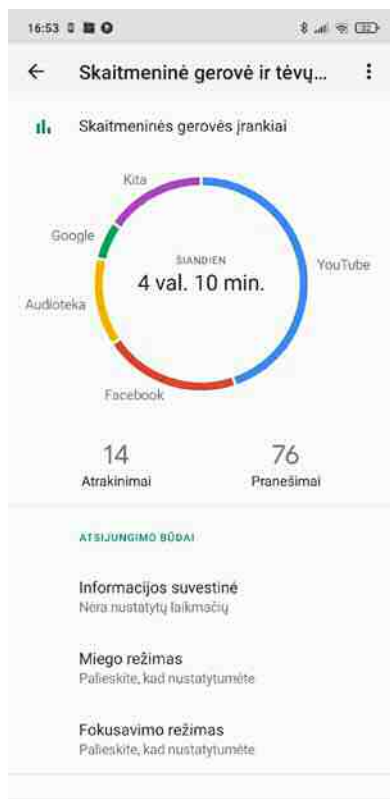 16:53
Skaitmeninė gerovė ir tėvų...
Skaitmeninės gerovės įrankiai
Kita
Google
Audioteka
Facebook
YouTube
ŠIANDIEN
4 val. 10 min.
14
Atrakinimai
76
Pranešimai
ATSIJUNGIMO BŪDAI
Informacijos suvestinė
Nėra nustatytų laikmačių
Miego režimas
Palieskite, kad nustatytumėte
Fokusavimo režimas
Palieskite, kad nustatytumėte